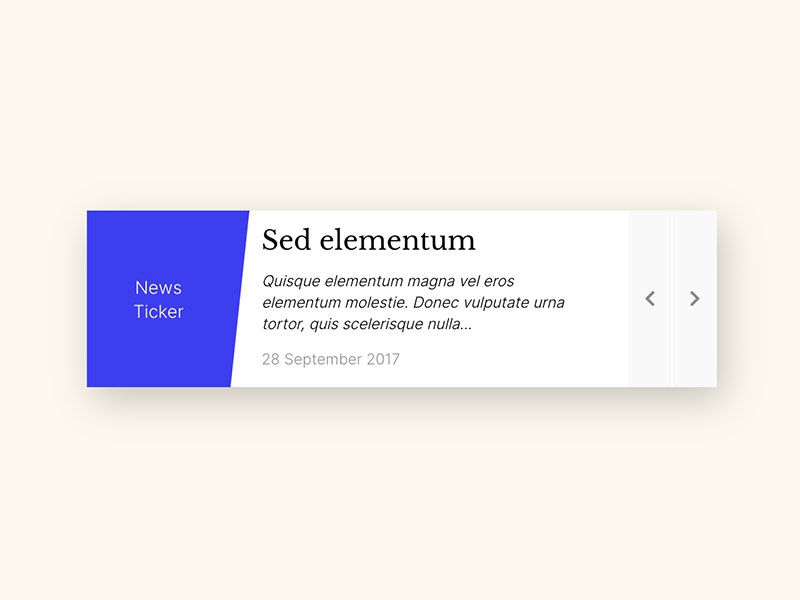 News
Ticker
Sed elementum
Quisque elementum magna vel eros
elementum molestie. Donec vulputate urna
tortor, quis scelerisque nulla...
28 September 2017